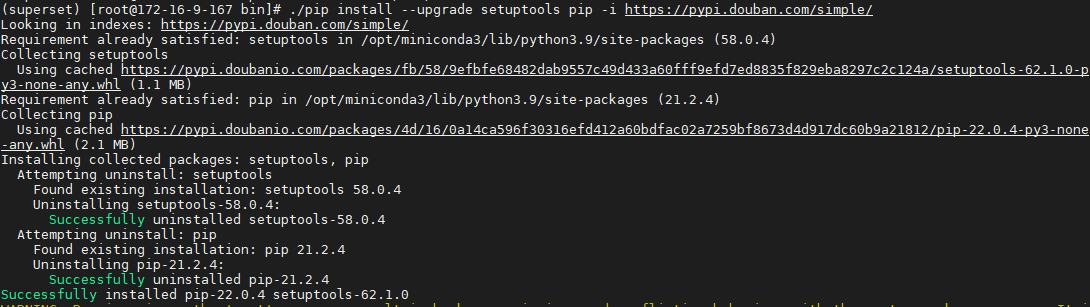 (superset) [root@172-16-9-167 bin]# ./pip install --upgrade setuptools pip -i https://pypi.douban.com/simple/
Looking in indexes: https://pypi.douban.com/simple/
Requirement already satisfied: setuptools in /opt/miniconda3/lib/python3.9/site-packages (58.0.4)
Collecting setuptools
  Using cached https://pypi.doubanio.com/packages/fb/58/9efbfe68482dab9557c49d433a60fff9efd7ed8835f829eba8297c2c124a/setuptools-62.1.0-p
y3-none-any.whl (1.1 MB)
Requirement already satisfied: pip in /opt/miniconda3/lib/python3.9/site-packages (21.2.4)
Collecting pip
  Using cached https://pypi.doubanio.com/packages/4d/16/0a14ca596f30316efd412a60bdfac02a7259bf8673d4d917dc60b9a21812/pip-22.0.4-py3-none
-any.whl (2.1 MB)
Installing collected packages: setuptools, pip
  Attempting uninstall: setuptools
    Found existing installation: setuptools 58.0.4
    Uninstalling setuptools-58.0.4:
      Successfully uninstalled setuptools-58.0.4
  Attempting uninstall: pip
    Found existing installation: pip 21.2.4
    Uninstalling pip-21.2.4:
      Successfully uninstalled pip-21.2.4
Successfully installed pip-22.0.4 setuptools-62.1.0